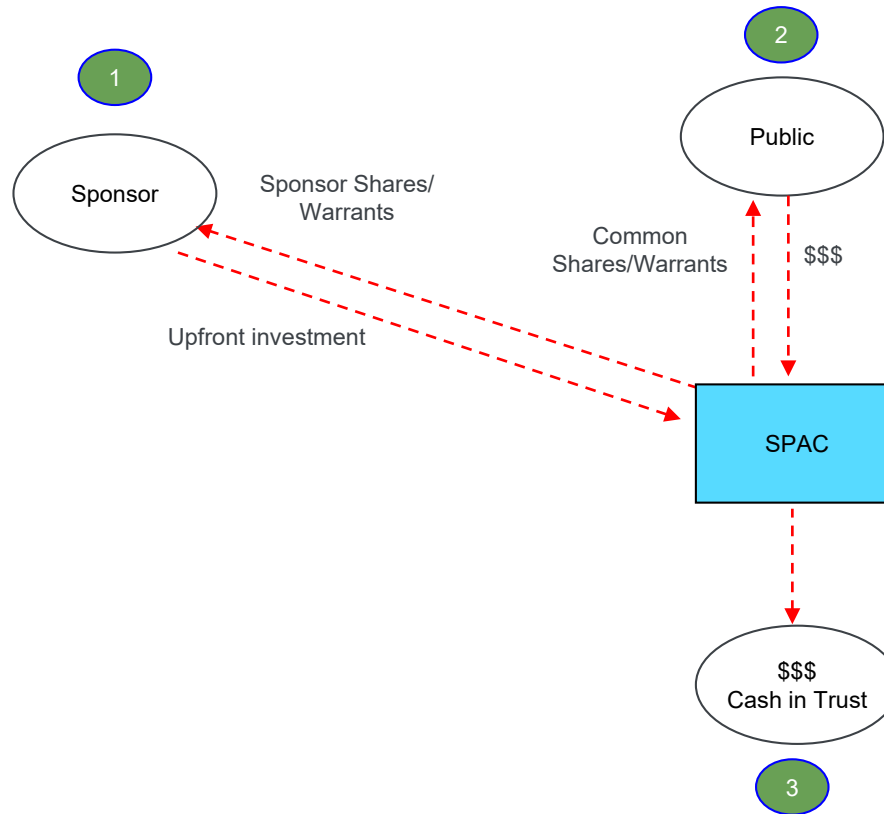 1
2
Public
Sponsor
Sponsor Shares/
Warrants
Common
Shares/Warrants
$$$
Upfront investment
SPAC
$$$
Cash in Trust
3